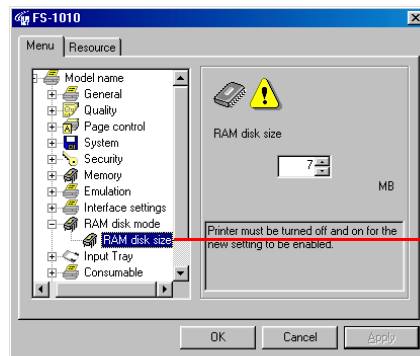 FS-1010
Menu
Resource
Model name
General
Quality
Page control
System
Security
Memory
Emulation
Interface settings
RAM disk mode
RAM disk size
Input Tray
Consumable
RAM disk size
7
MB
Printer must be turned off and on for the
new setting to be enabled.
OK
Cancel
Apply